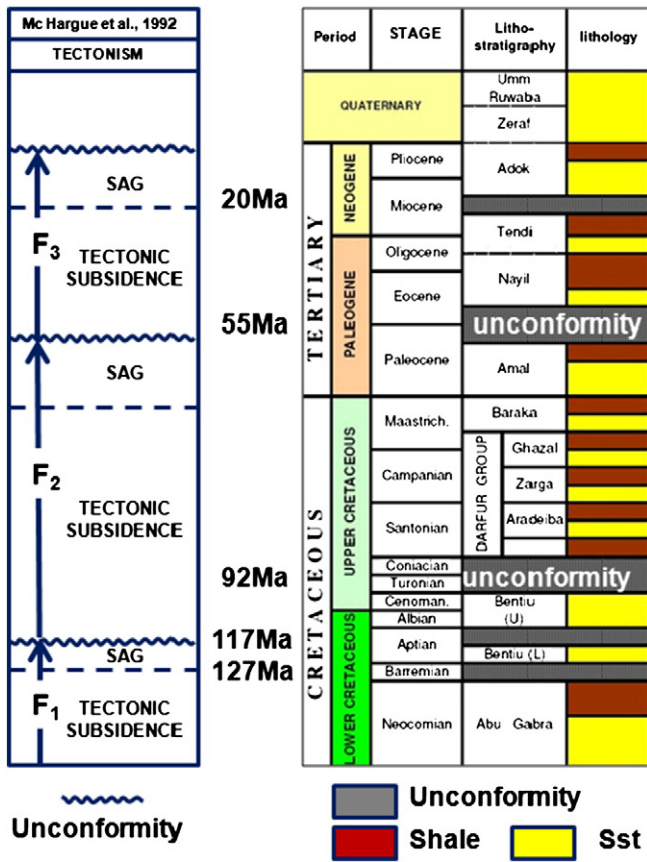 Mc Hargue et al., 1992
TECTONISM
SAG
F3
TECTONIC
SUBSIDENCE
SAG
F2
TECTONIC
SUBSIDENCE
SAG
F1
TECTONIC
SUBSIDENCE
Unconformity
20Ma
55Ma
92Ma
117Ma
127Ma
Period
STAGE
Litho-
stratigraphy
lithology
QUATERNARY
Umm
Ruwaba
Zeraf
TERTIARY
NEOGENE
Pliocene
Adok
Miocene
Tendi
PALEOGENE
Oligocene
Nayil
Eocene
unconformity
Paleocene
Amal
CRETACEOUS
UPPER CRETACEOUS
Maastrich.
Baraka
DARFUR GROUP
Ghazal
Campanian
Zarga
Santonian
Aradeiba
Coniacian
unconformity
Turonian
Cenoman.
Bentiu
(U)
LOWER CRETACEOUS
Albian
Aptian
Bentiu (L)
Barremian
Neocomian
Abu Gabra
Unconformity
Shale
Sst